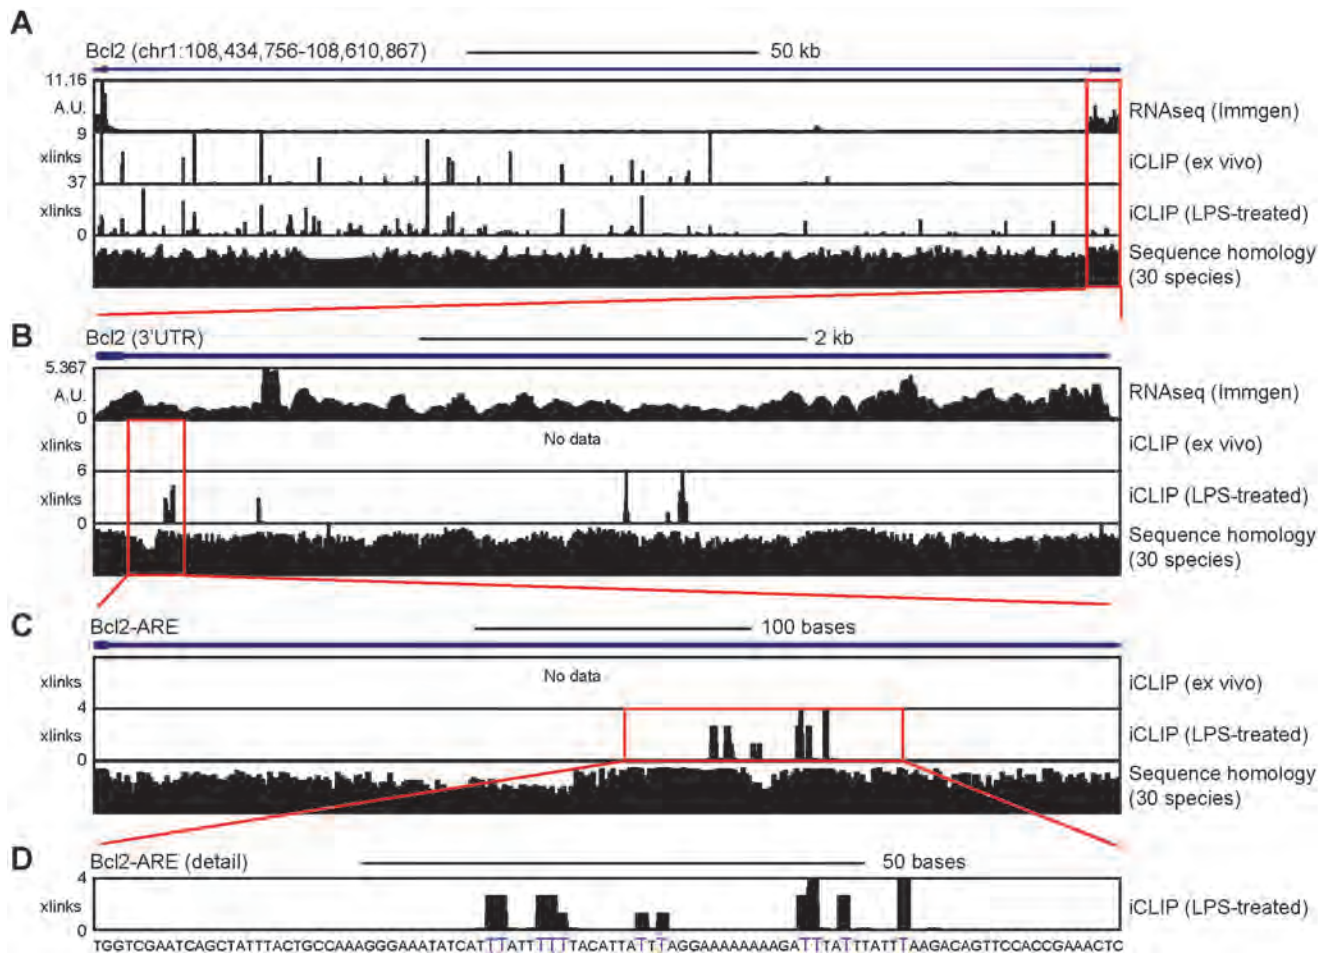 A
Bcl2 (chr1:108,434,756-108,610,867) 50 kb
11.16
A.U.
RNAseq (Immgen)
9
xlinks
iCLIP (ex vivo)
37
xlinks
iCLIP (LPS-treated)
0
Sequence homology
(30 species)
B
Bcl2 (3'UTR) 2 kb
5.367
A.U.
RNAseq (Immgen)
0
xlinks
No data
iCLIP (ex vivo)
6
xlinks
iCLIP (LPS-treated)
0
Sequence homology
(30 species)
C
Bcl2-ARE 100 bases
xlinks
No data
iCLIP (ex vivo)
4
xlinks
iCLIP (LPS-treated)
0
Sequence homology
(30 species)
D
Bcl2-ARE (detail) 50 bases
4
xlinks
iCLIP (LPS-treated)
0
TGGTCGAATCAGCTATTTACTGCCAAAGGGAAATATCATTTATTTTTTACATTATTTAGGAAAAAAAAGATTTATTTATTTAAGACAGTTCCACCGAAACTC